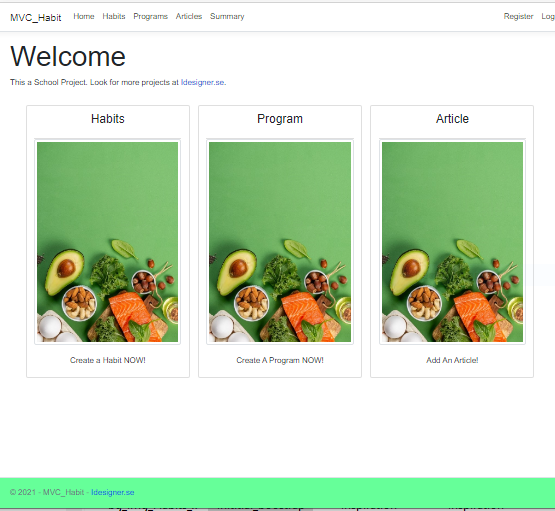 MVC_Habit Home Habits Programs Articles Summary Register Log
Welcome
This a School Project. Look for more projects at Idesigner.se.
Habits Program Article
Create a Habit NOW! Create A Program NOW! Add An Article!
© 2021 - MVC_Habit - Idesigner.se